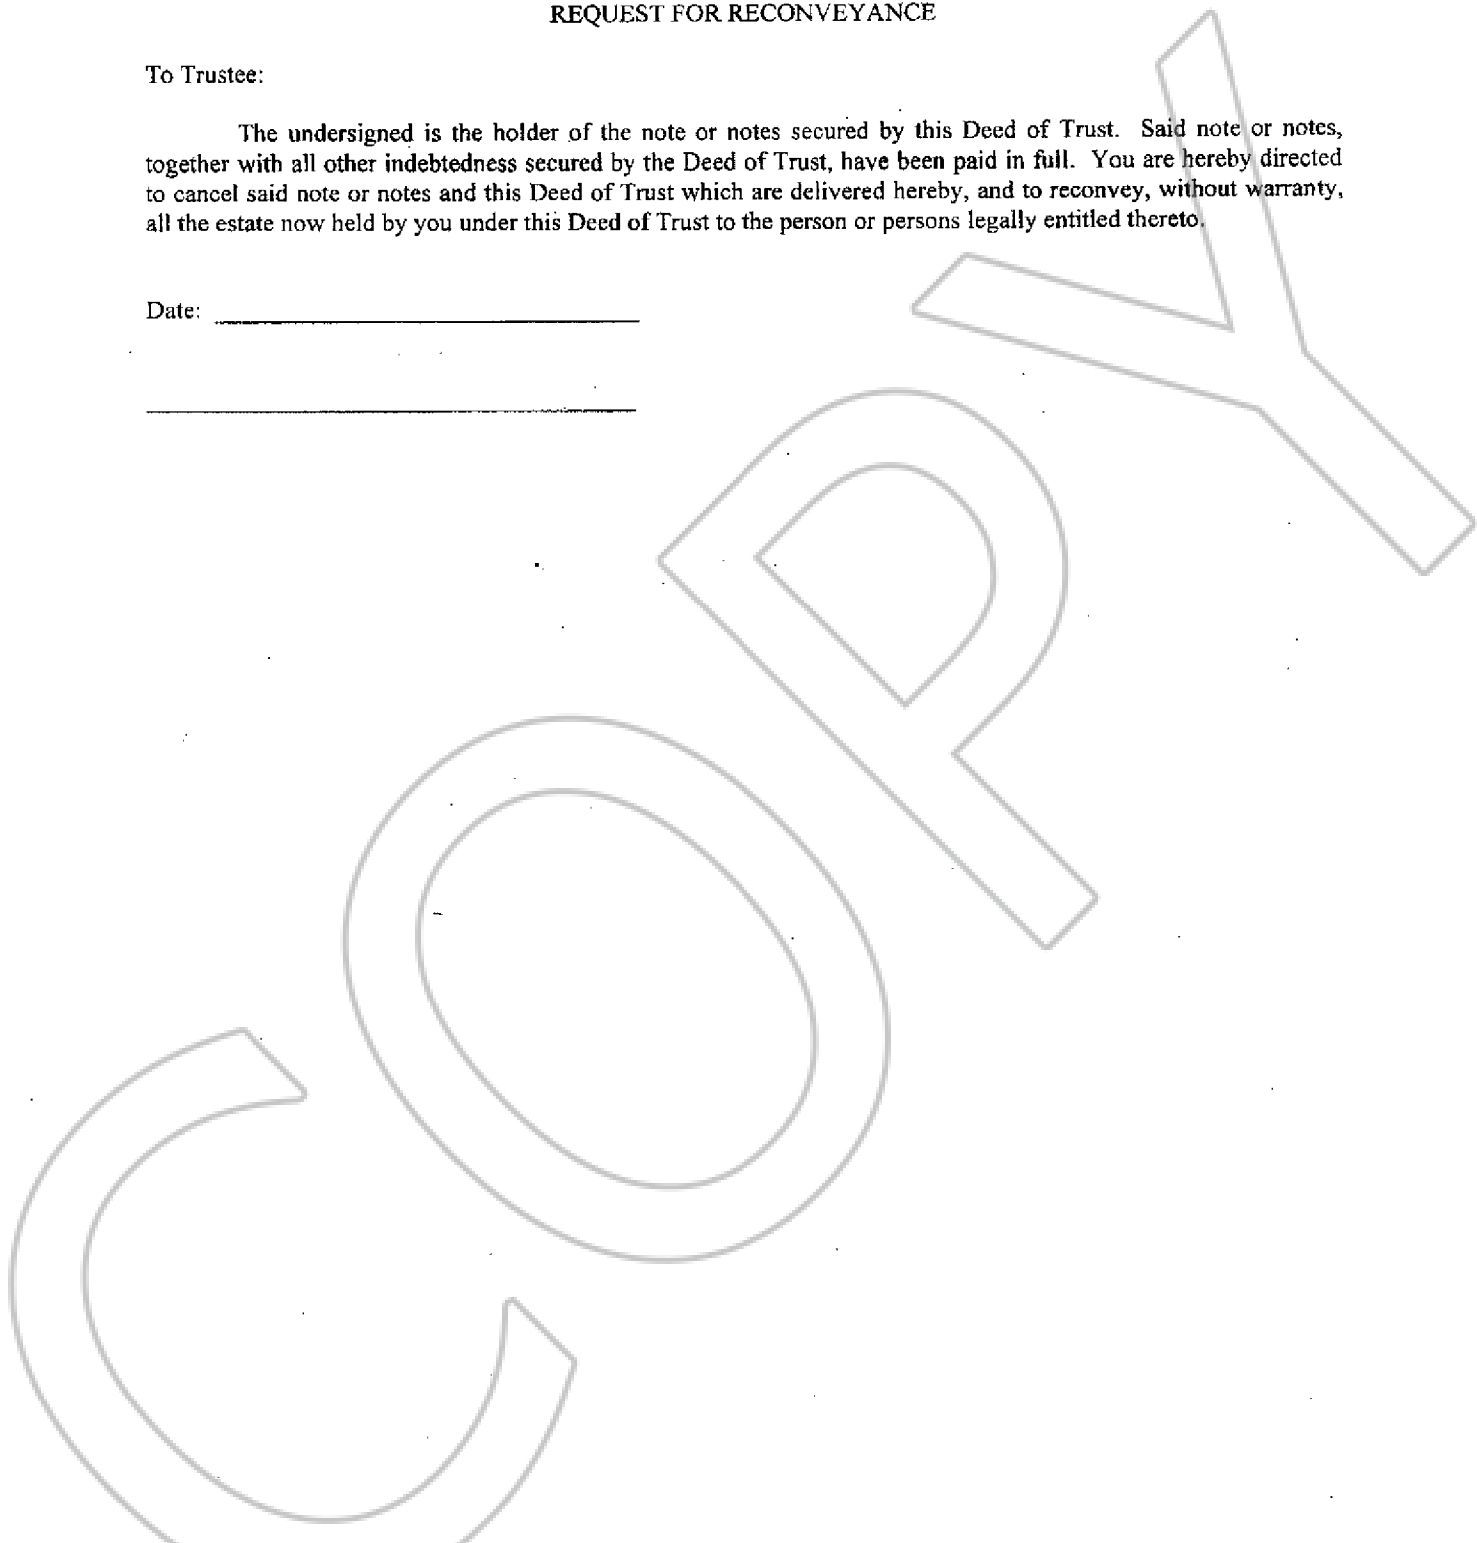 REQUEST FOR RECONVEYANCE
To Trustee:
The undersigned is the holder of the note or notes secured by this Deed of Trust. Said note or notes,
together with all other indebtedness secured by the Deed of Trust, have been paid in full. You are hereby directed
to cancel said note or notes and this Deed of Trust which are delivered hereby, and to reconvey, without warranty,
all the estate now held by you under this Deed of Trust to the person or persons legally entitled thereto.
Date:
COPY